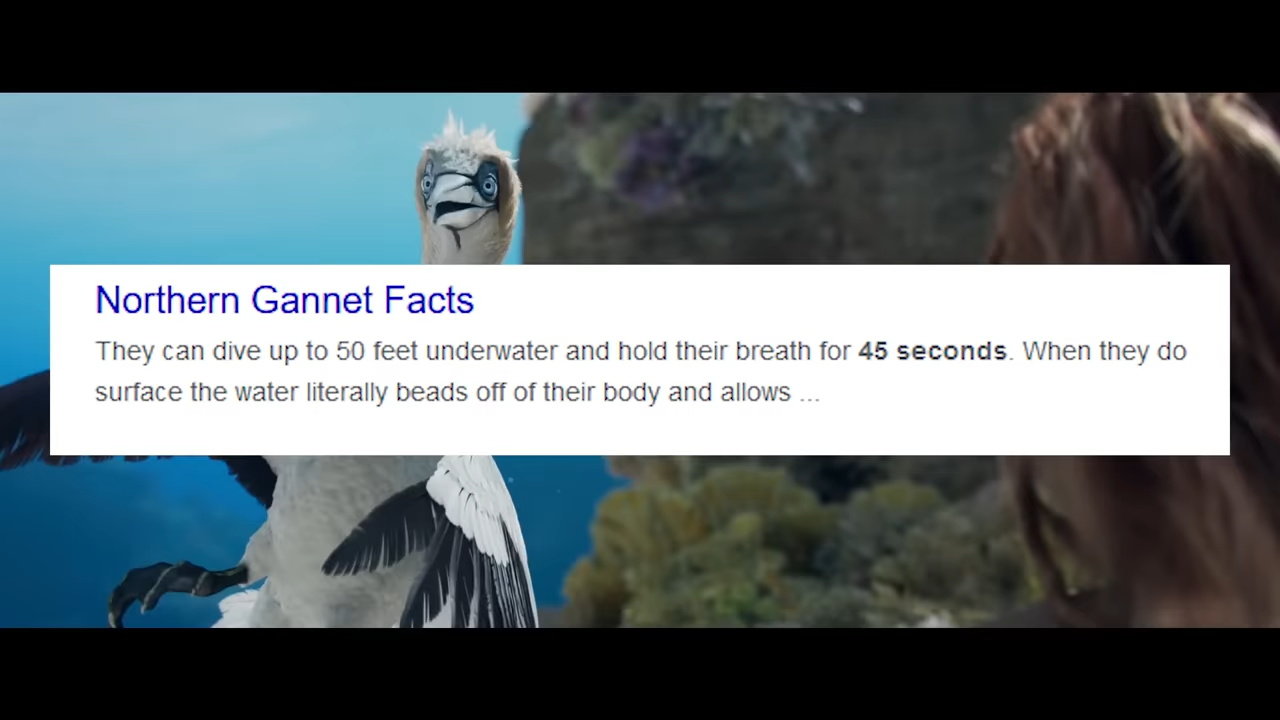 Northern Gannet Facts
They can dive up to 50 feet underwater and hold their breath for 45 seconds. When they do
surface the water literally beads off of their body and allows ...